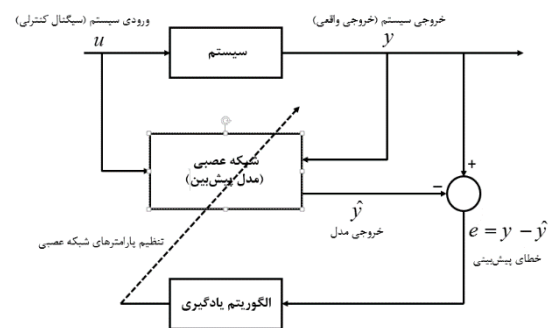 ورودی سیستم (سیگنال کنترلی)
خروجی سیستم (خروجی واقعی)
u
سیستم
y
شبکه عصبی
(مدل پیش‌بین)
+
−
ŷ
خروجی مدل
e = y − ŷ
خطای پیش‌بینی
تنظیم پارامترهای شبکه عصبی
الگوریتم یادگیری